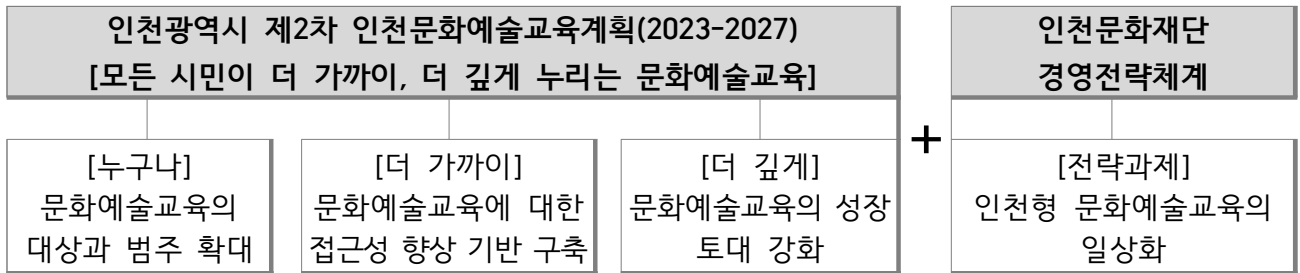 인천광역시 제2차 인천문화예술교육계획(2023-2027)
[모든 시민이 더 가까이, 더 깊게 누리는 문화예술교육]
[누구나]
문화예술교육의
대상과 범주 확대
[더 가까이]
문화예술교육에 대한
접근성 향상 기반 구축
[더 깊게]
문화예술교육의 성장
토대 강화
+
인천문화재단
경영전략체계
[전략과제]
인천형 문화예술교육의
일상화